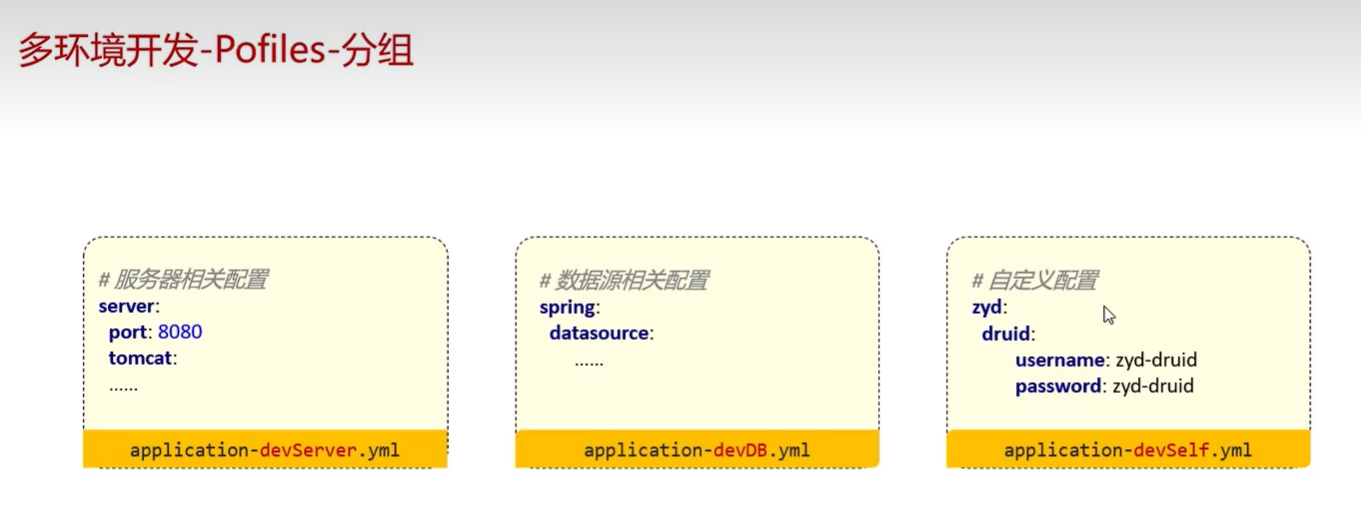 多环境开发-Pofiles-分组
# 服务器相关配置
server:
port: 8080
tomcat:
......
application-devServer.yml
# 数据源相关配置
spring:
datasource:
......
application-devDB.yml
# 自定义配置
zyd:
druid:
username: zyd-druid
password: zyd-druid
application-devSelf.yml